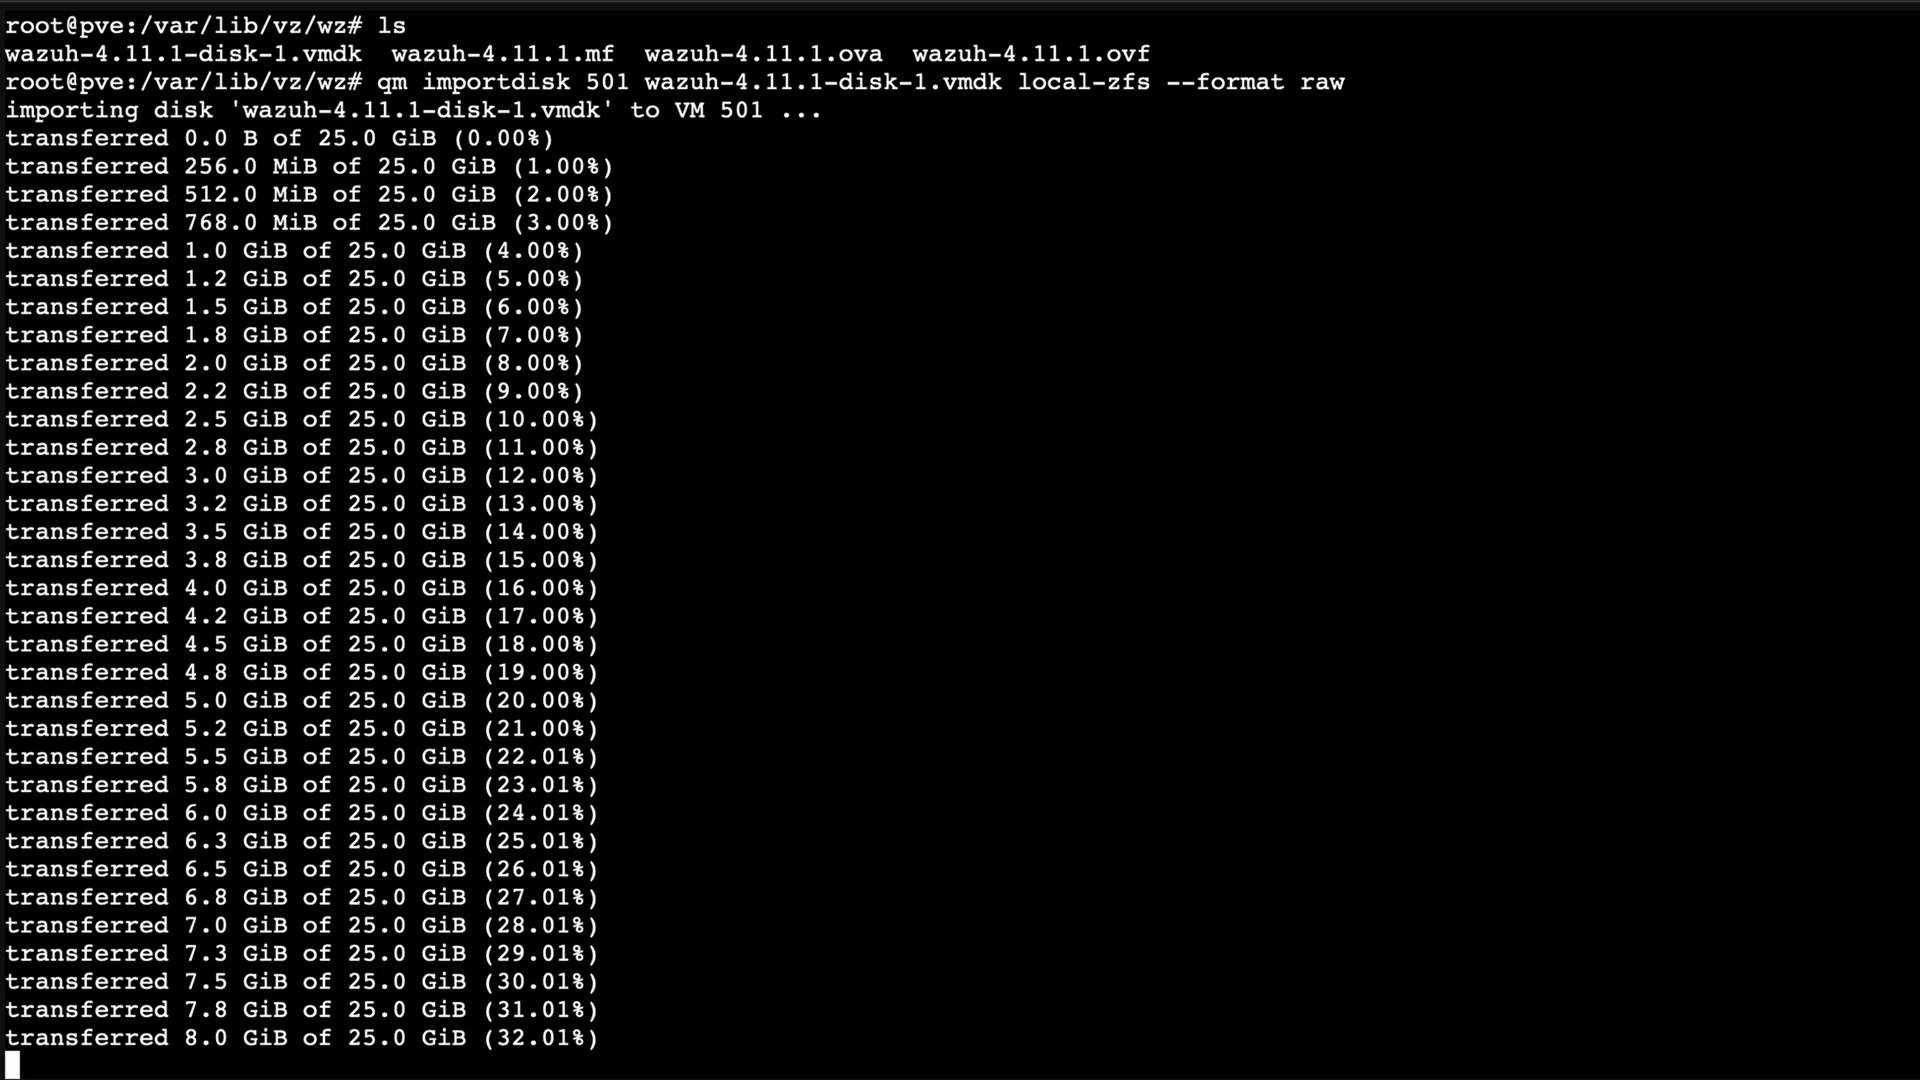 root@pve:/var/lib/vz/wz# ls
wazuh-4.11.1-disk-1.vmdk  wazuh-4.11.1.mf  wazuh-4.11.1.ova  wazuh-4.11.1.ovf
root@pve:/var/lib/vz/wz# qm importdisk 501 wazuh-4.11.1-disk-1.vmdk local-zfs --format raw
importing disk 'wazuh-4.11.1-disk-1.vmdk' to VM 501 ...
transferred 0.0 B of 25.0 GiB (0.00%)
transferred 256.0 MiB of 25.0 GiB (1.00%)
transferred 512.0 MiB of 25.0 GiB (2.00%)
transferred 768.0 MiB of 25.0 GiB (3.00%)
transferred 1.0 GiB of 25.0 GiB (4.00%)
transferred 1.2 GiB of 25.0 GiB (5.00%)
transferred 1.5 GiB of 25.0 GiB (6.00%)
transferred 1.8 GiB of 25.0 GiB (7.00%)
transferred 2.0 GiB of 25.0 GiB (8.00%)
transferred 2.2 GiB of 25.0 GiB (9.00%)
transferred 2.5 GiB of 25.0 GiB (10.00%)
transferred 2.8 GiB of 25.0 GiB (11.00%)
transferred 3.0 GiB of 25.0 GiB (12.00%)
transferred 3.2 GiB of 25.0 GiB (13.00%)
transferred 3.5 GiB of 25.0 GiB (14.00%)
transferred 3.8 GiB of 25.0 GiB (15.00%)
transferred 4.0 GiB of 25.0 GiB (16.00%)
transferred 4.2 GiB of 25.0 GiB (17.00%)
transferred 4.5 GiB of 25.0 GiB (18.00%)
transferred 4.8 GiB of 25.0 GiB (19.00%)
transferred 5.0 GiB of 25.0 GiB (20.00%)
transferred 5.2 GiB of 25.0 GiB (21.00%)
transferred 5.5 GiB of 25.0 GiB (22.01%)
transferred 5.8 GiB of 25.0 GiB (23.01%)
transferred 6.0 GiB of 25.0 GiB (24.01%)
transferred 6.3 GiB of 25.0 GiB (25.01%)
transferred 6.5 GiB of 25.0 GiB (26.01%)
transferred 6.8 GiB of 25.0 GiB (27.01%)
transferred 7.0 GiB of 25.0 GiB (28.01%)
transferred 7.3 GiB of 25.0 GiB (29.01%)
transferred 7.5 GiB of 25.0 GiB (30.01%)
transferred 7.8 GiB of 25.0 GiB (31.01%)
transferred 8.0 GiB of 25.0 GiB (32.01%)